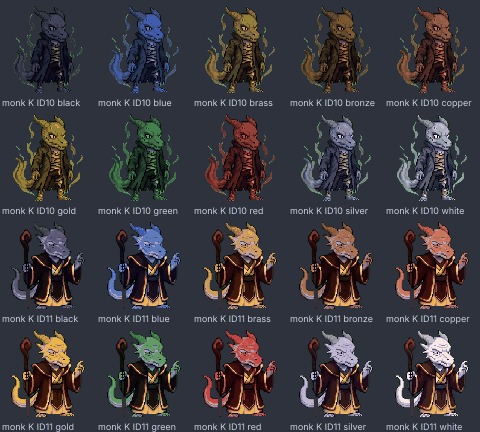 monk K ID10 black
monk K ID10 blue
monk K ID10 brass
monk K ID10 bronze
monk K ID10 copper
monk K ID10 gold
monk K ID10 green
monk K ID10 red
monk K ID10 silver
monk K ID10 white
monk K ID11 black
monk K ID11 blue
monk K ID11 brass
monk K ID11 bronze
monk K ID11 copper
monk K ID11 gold
monk K ID11 green
monk K ID11 red
monk K ID11 silver
monk K ID11 white